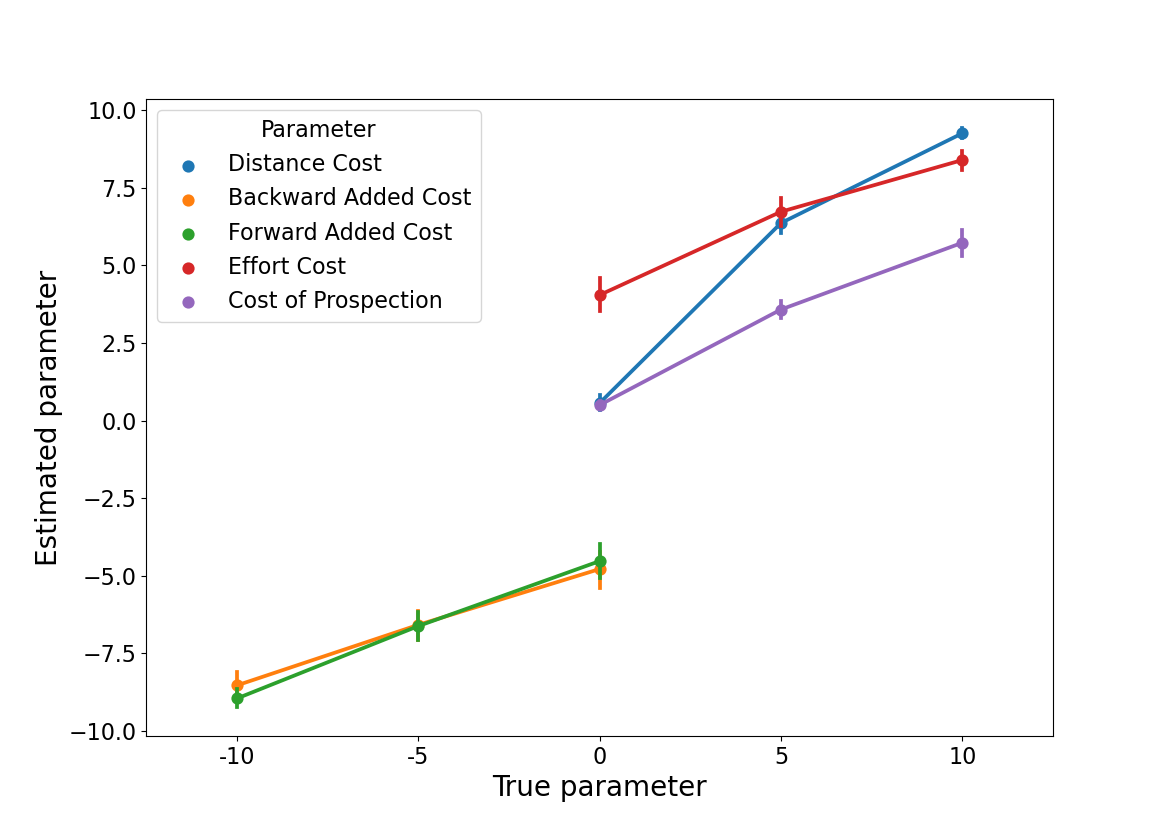 Parameter
Distance Cost
Backward Added Cost
Forward Added Cost
Effort Cost
Cost of Prospection
10.0
7.5
5.0
2.5
0.0
−2.5
−5.0
−7.5
−10.0
Estimated parameter
-10 -5 0 5 10
True parameter